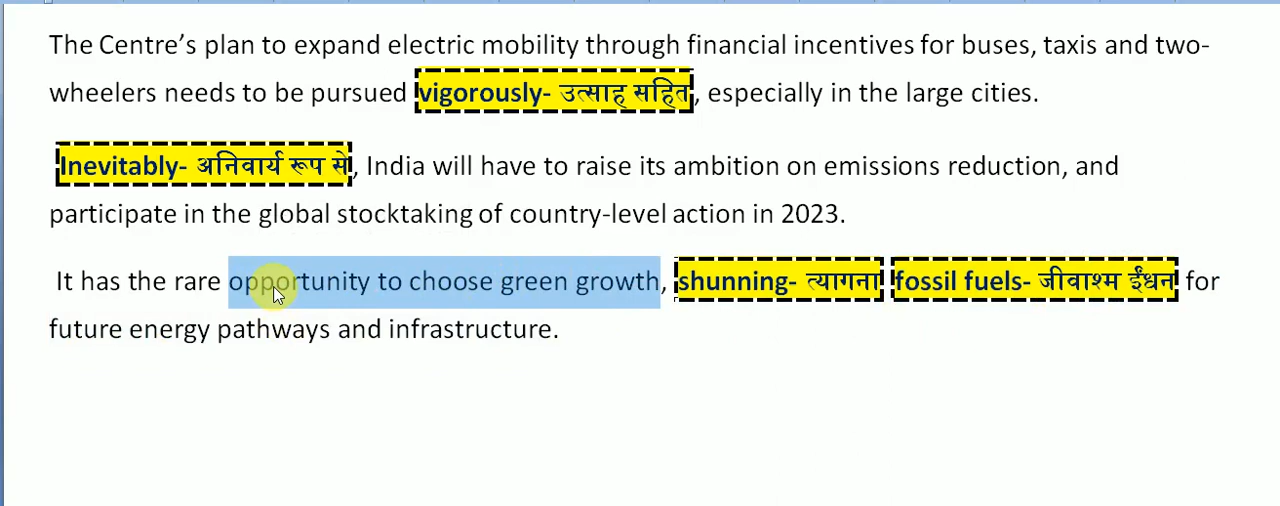 The Centre’s plan to expand electric mobility through financial incentives for buses, taxis and two-
wheelers needs to be pursued vigorously- उत्साह सहित, especially in the large cities.
Inevitably- अनिवार्य रूप से, India will have to raise its ambition on emissions reduction, and
participate in the global stocktaking of country-level action in 2023.
It has the rare opportunity to choose green growth, shunning- त्यागना fossil fuels- जीवाश्म ईंधन for
future energy pathways and infrastructure.